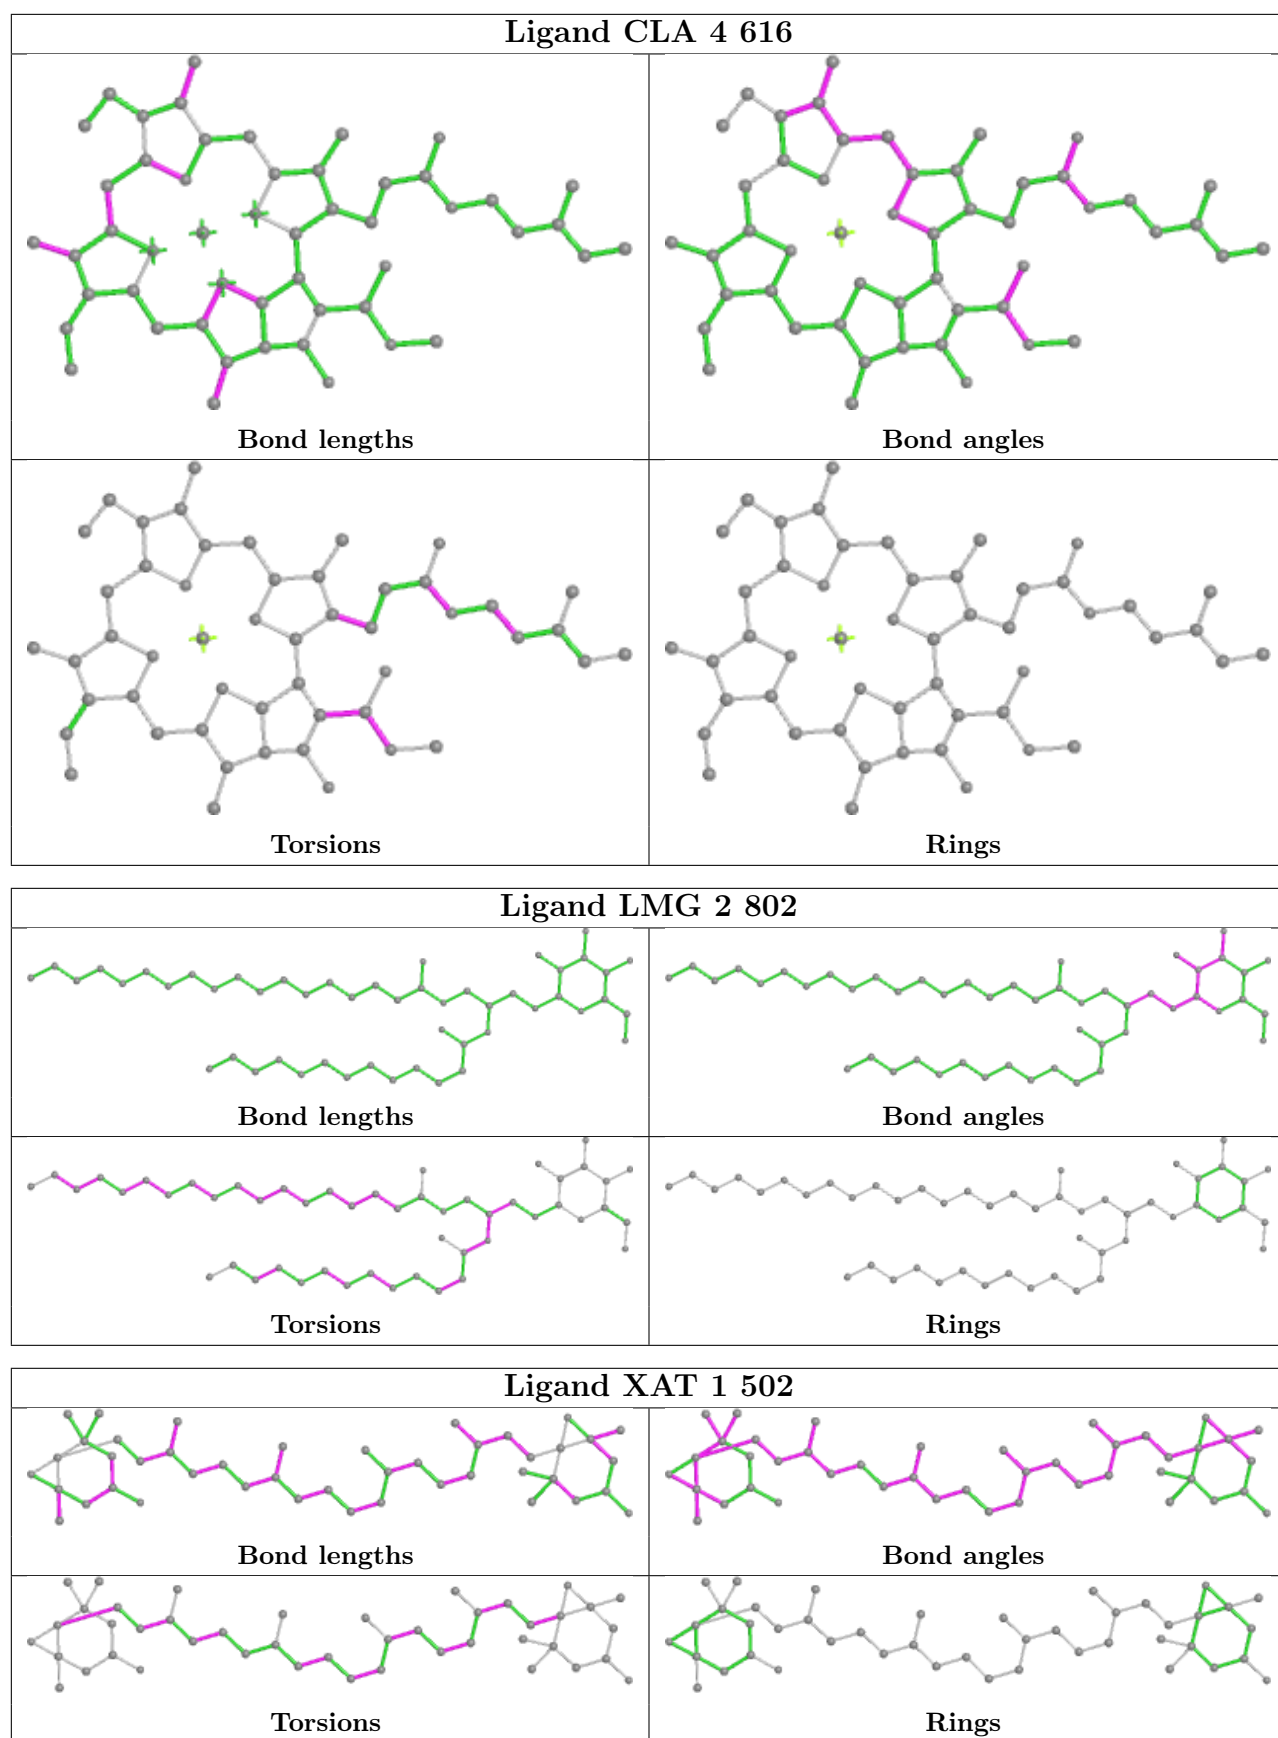 Ligand CLA 4 616
Bond lengths
Bond angles
Torsions
Rings
Ligand LMG 2 802
Bond lengths
Bond angles
Torsions
Rings
Ligand XAT 1 502
Bond lengths
Bond angles
Torsions
Rings